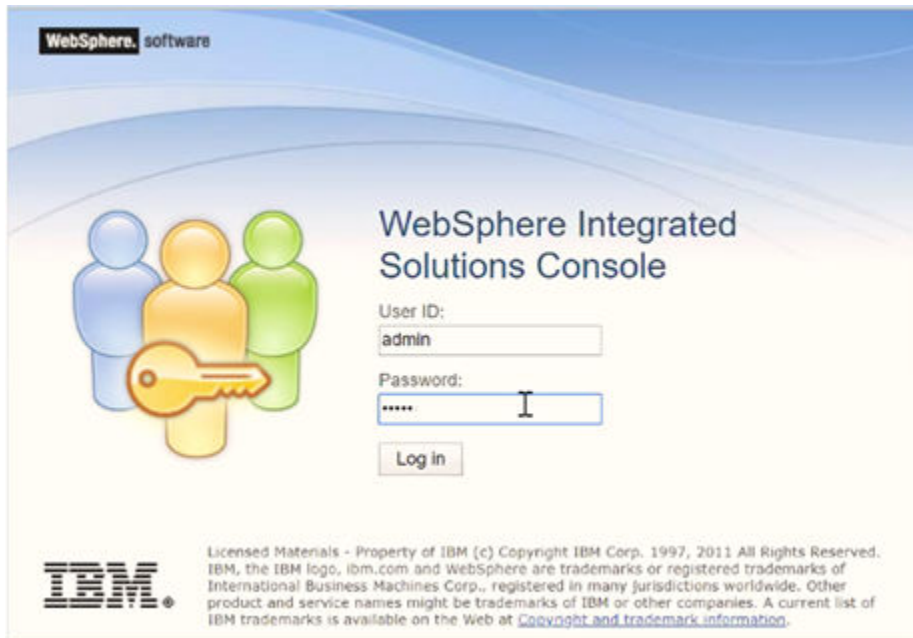 WebSphere. software
WebSphere Integrated
Solutions Console
User ID:
admin
Password:
•••••
Log in
IBM®
Licensed Materials - Property of IBM (c) Copyright IBM Corp. 1997, 2011 All Rights Reserved.
IBM, the IBM logo, ibm.com and WebSphere are trademarks or registered trademarks of
International Business Machines Corp., registered in many jurisdictions worldwide. Other
product and service names might be trademarks of IBM or other companies. A current list of
IBM trademarks is available on the Web at Copyright and trademark information.